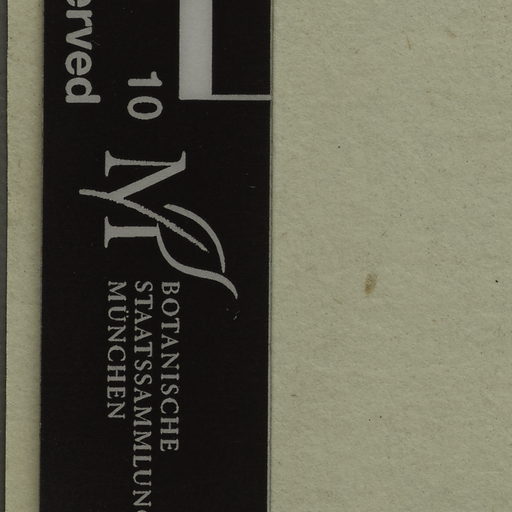 erved
10
M
BOTANISCHE
STAATSSAMMLUNG
MÜNCHEN